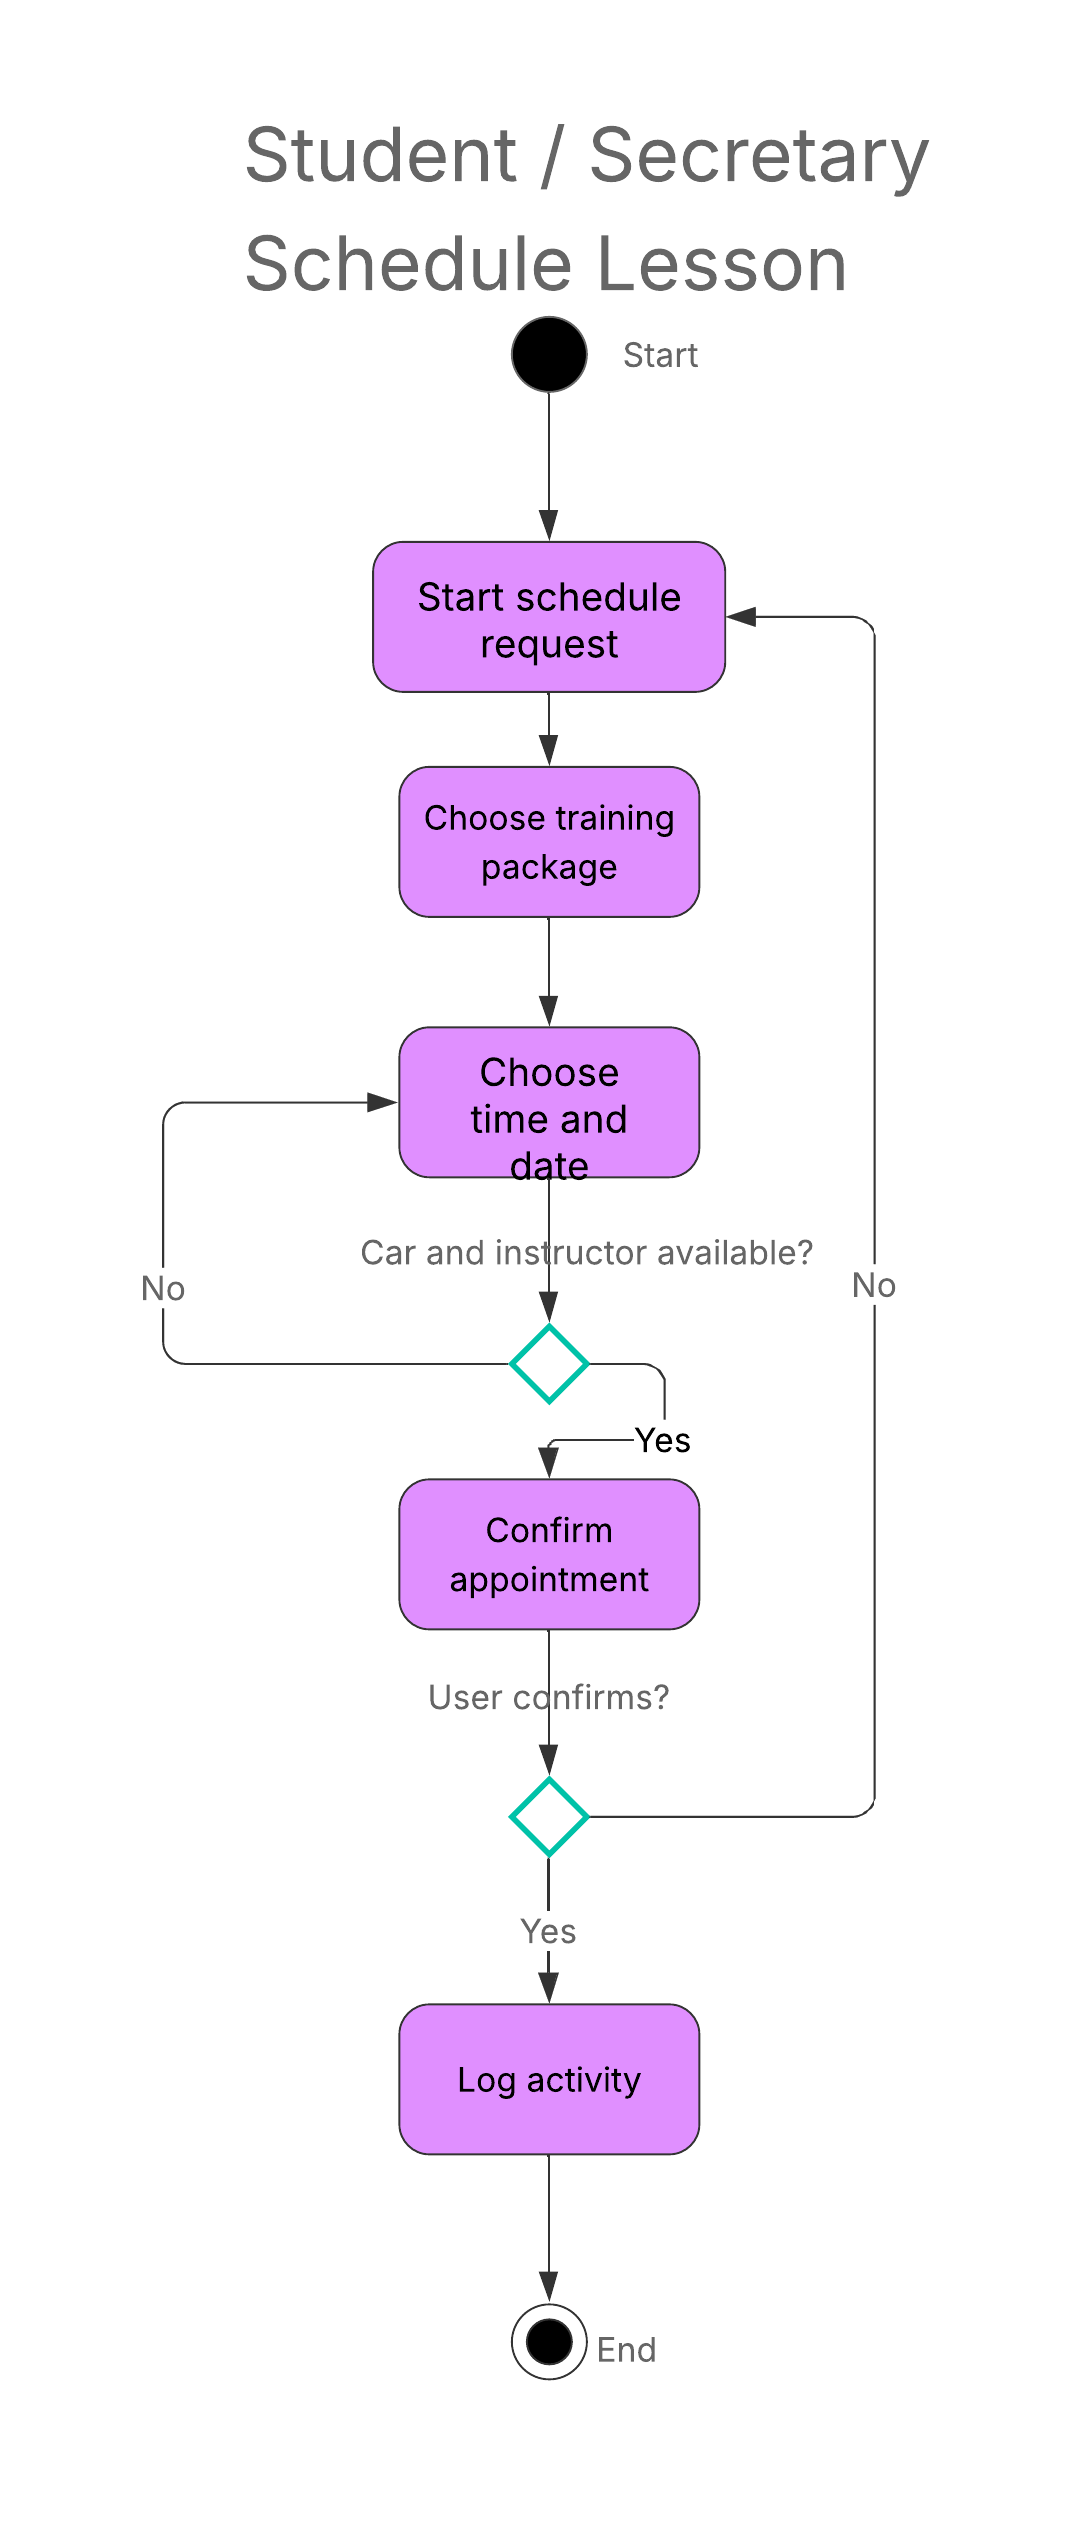 Student / Secretary
Schedule Lesson
Start
Start schedule
request
Choose training
package
Choose
time and
date
Car and instructor available?
No
No
Yes
Confirm
appointment
User confirms?
Yes
Log activity
End